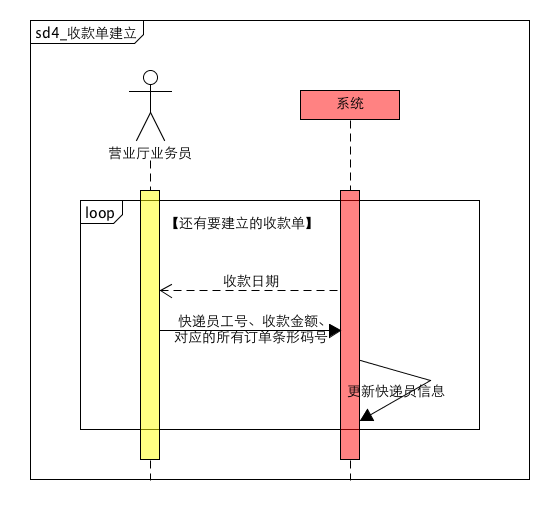 sd4_收款单建立
系统
营业厅业务员
loop
【还有要建立的收款单】
收款日期
快递员工号、收款金额、
对应的所有订单条形码号
更新快递员信息